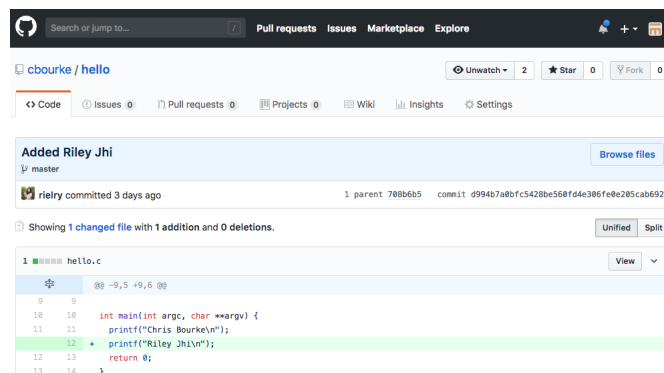 Search or jump to... / Pull requests Issues Marketplace Explore
cbourke / hello Unwatch 2 Star 0 Fork 0
Code Issues 0 Pull requests 0 Projects 0 Wiki Insights Settings
Added Riley Jhi Browse files
master
rielry committed 3 days ago 1 parent 708b6b5 commit d994b7a0bfc5428be560fd4e306fe0e205cab692
Showing 1 changed file with 1 addition and 0 deletions. Unified Split
1 hello.c View
@@ -9,5 +9,6 @@
9 9
10 10 int main(int argc, char **argv) {
11 11 printf("Chris Bourke\n");
12 + printf("Riley Jhi\n");
12 13 return 0;
13 14 }